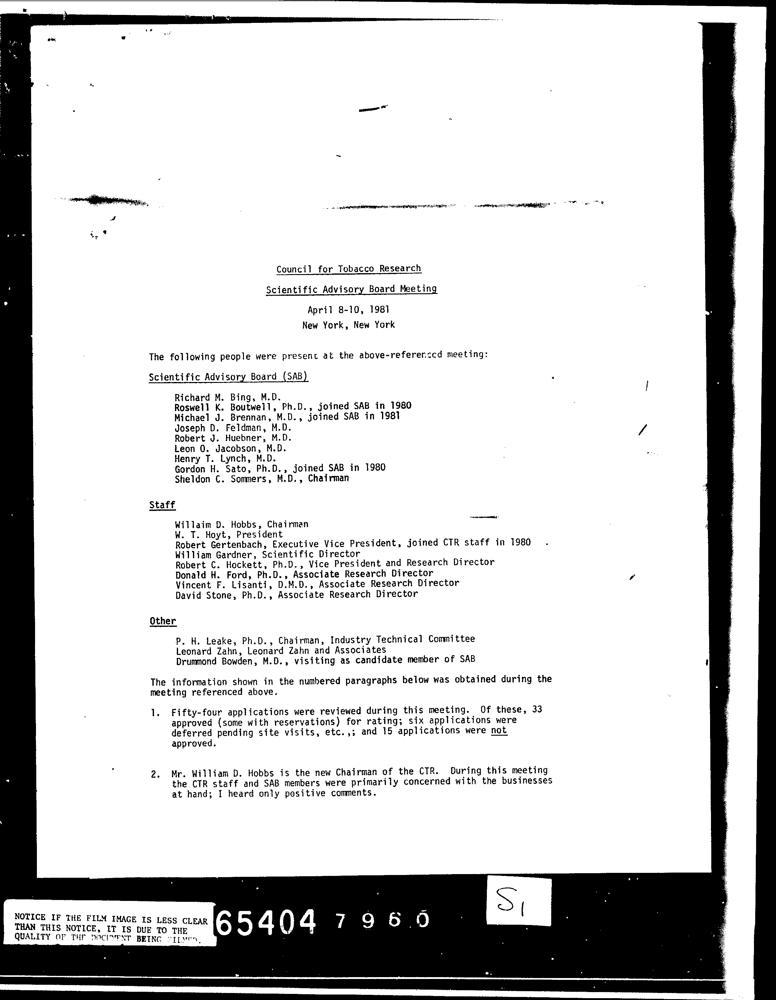 Council for Tobacco Research
Scientific Advisory Board Meeting
April 8-10, 1981
New York, New York
The following people were present at the above-referenced meeting:
Scientific Advisory Board (SAB)
Richard M. Bing, M.D.
Roswell K. Boutwell, Ph.D., joined SAB in 1980
Michael J. Brennan, M.D., joined SAB in 1981
Joseph D. Feldman, M.D.
Robert J. Huebner, M.D.
Leon O. Jacobson, M.D.
Henry T. Lynch, M.D.
Gordon H. Sato, Ph.D., joined SAB in 1980
Sheldon C. Sommers, M.D., Chairman
Staff
Willaim D. Hobbs, Chairman
W. T. Hoyt, President
Robert Gertenbach, Executive Vice President, joined CTR staff in 1980
William Gardner, Scientific Director
Robert C. Hockett, Ph.D., Vice President and Research Director
Donald H. Ford, Ph.D., Associate Research Director
Vincent F. Lisanti, D.M.D., Associate Research Director
David Stone, Ph.D., Associate Research Director
Other
P. H. Leake, Ph.D., Chairman, Industry Technical Committee
Leonard Zahn, Leonard Zahn and Associates
Drummond Bowden, M.D., visiting as candidate member of SAB
The information shown in the numbered paragraphs below was obtained during the
meeting referenced above.
1. Fifty-four applications were reviewed during this meeting. Of these, 33
approved (some with reservations) for rating; six applications were
deferred pending site visits, etc.,; and 15 applications were not
approved.
2. Mr. William D. Hobbs is the new Chairman of the CTR. During this meeting
the CTR staff and SAB members were primarily concerned with the businesses
at hand; I heard only positive comments.
S1
NOTICE IF THE FILM IMAGE IS LESS CLEAR
THAN THIS NOTICE, IT IS DUE TO THE
QUALITY OF THE DOCUMENT BEING FILMED.
65404 7960